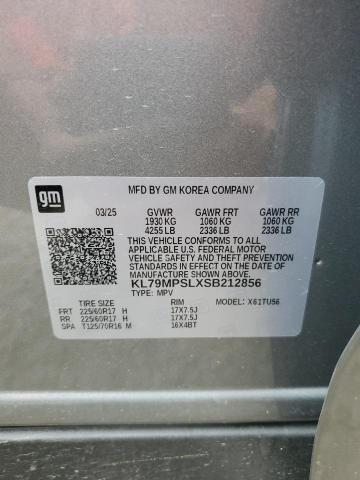 gm
MFD BY GM KOREA COMPANY
03/25 GVWR GAWR FRT GAWR RR
1930 KG 1060 KG 1060 KG
4255 LB 2336 LB 2336 LB
THIS VEHICLE CONFORMS TO ALL
APPLICABLE U.S. FEDERAL MOTOR
VEHICLE SAFETY, BUMPER, AND THEFT
PREVENTION STANDARDS IN EFFECT ON
THE DATE OF MANUFACTURE SHOWN ABOVE.
KL79MPSLXSB212856
TYPE: MPV
TIRE SIZE RIM MODEL: X61TU56
FRT 225/60R17 H 17X7.5J
RR 225/60R17 H 17X7.5J
SPA T125/70R16 M 16X4BT